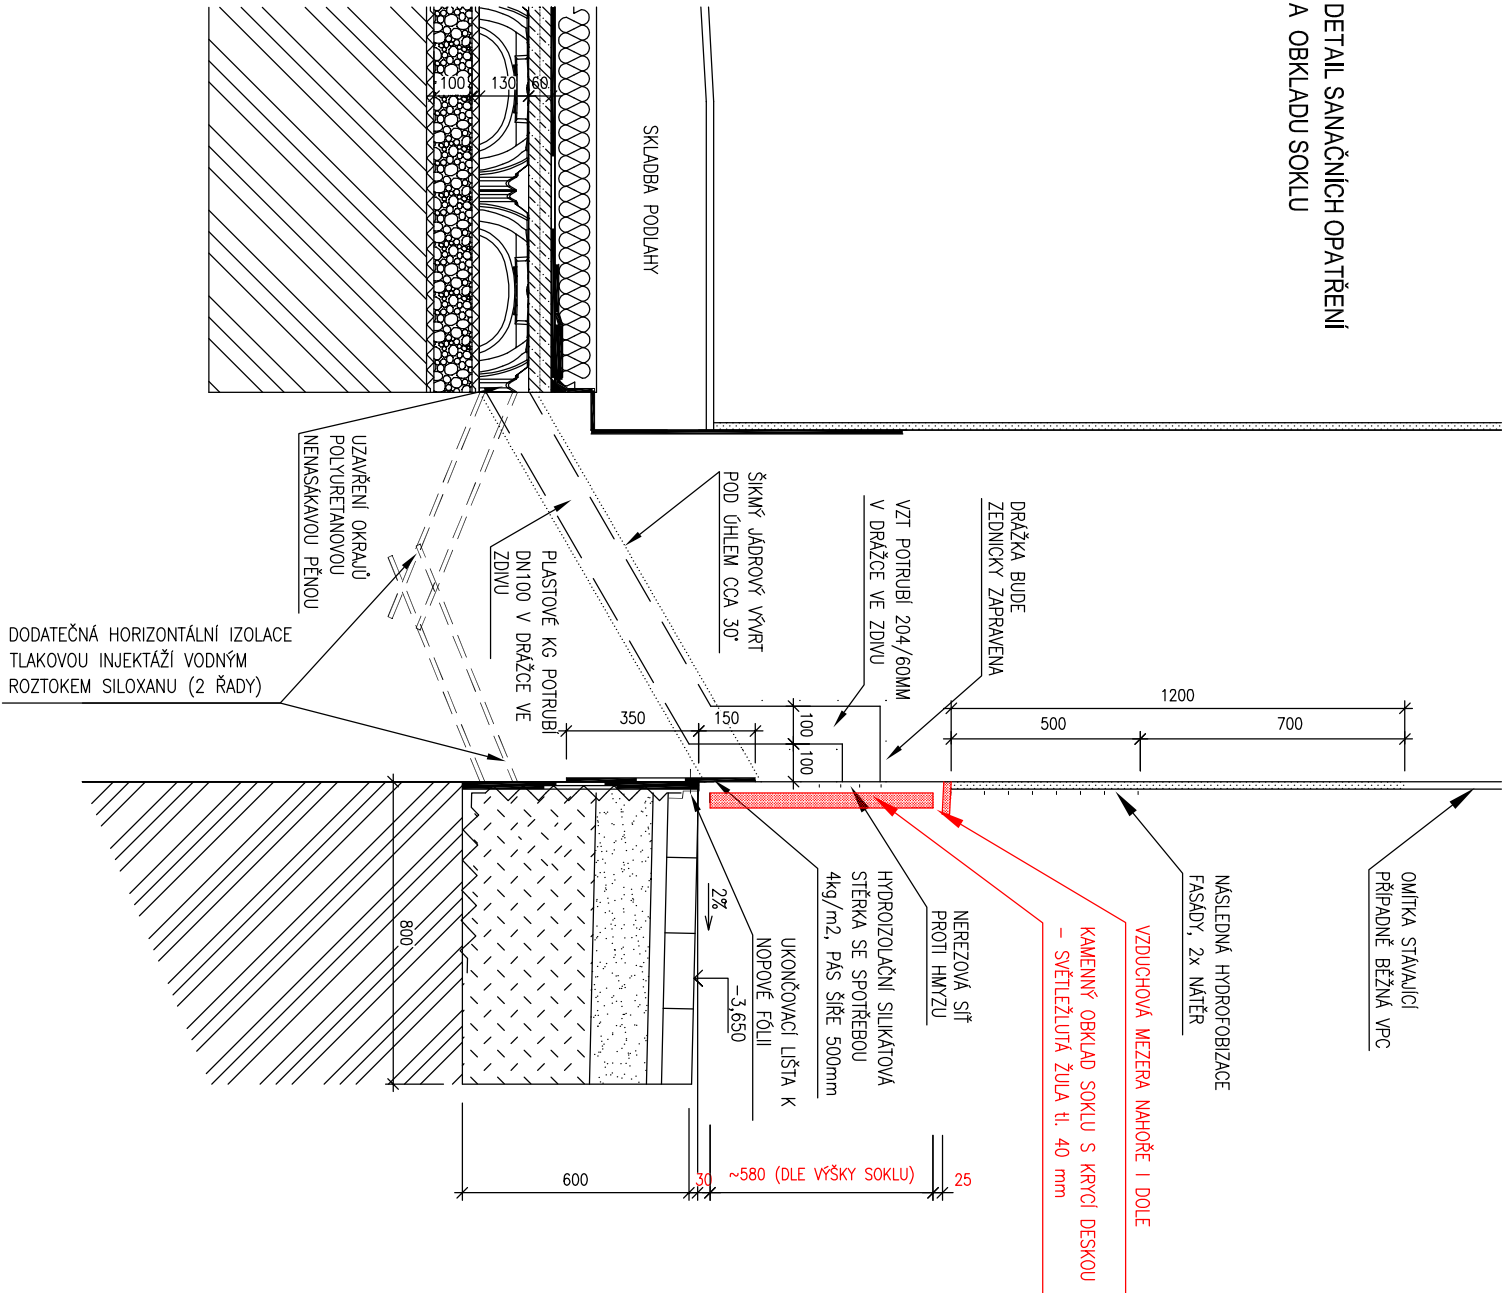 DETAIL SANAČNÍCH OPATŘENÍ
A OBKLADU SOKLU
SKLADBA PODLAHY
100
130
60
UZAVŘENÍ OKRAJŮ
POLYURETANOVOU
NENASÁKAVOU PĚNOU
DODATEČNÁ HORIZONTÁLNÍ IZOLACE
TLAKOVOU INJEKTÁŽÍ VODNÝM
ROZTOKEM SILOXANU (2 ŘADY)
PLASTOVÉ KG POTRUBÍ
DN100 V DRÁŽCE VE
ZDIVU
ŠIKMÝ JÁDROVÝ VÝVRT
POD ÚHLEM CCA 30°
VZT POTRUBÍ 204/60MM
V DRÁŽCE VE ZDIVU
DRÁŽKA BUDE
ZEDNICKY ZAPRAVENA
350
150
100
100
1200
500
700
OMÍTKA STÁVAJÍCÍ
PŘÍPADNĚ BĚŽNÁ VPC
NÁSLEDNÁ HYDROFOBIZACE
FASÁDY, 2x NÁTĚR
VZDUCHOVÁ MEZERA NAHOŘE I DOLE
KAMENNÝ OBKLAD SOKLU S KRYCÍ DESKOU
- SVĚTLEŽLUTÁ ŽULA tl. 40 mm
NEREZOVÁ SÍŤ
PROTI HMYZU
HYDROIZOLAČNÍ SILIKÁTOVÁ
STĚRKA SE SPOTŘEBOU
4kg/m2, PÁS ŠÍŘE 500mm
UKONČOVACÍ LIŠTA K
NOPOVÉ FÓLII
2%
-3,650
800
600
30
~580 (DLE VÝŠKY SOKLU)
25